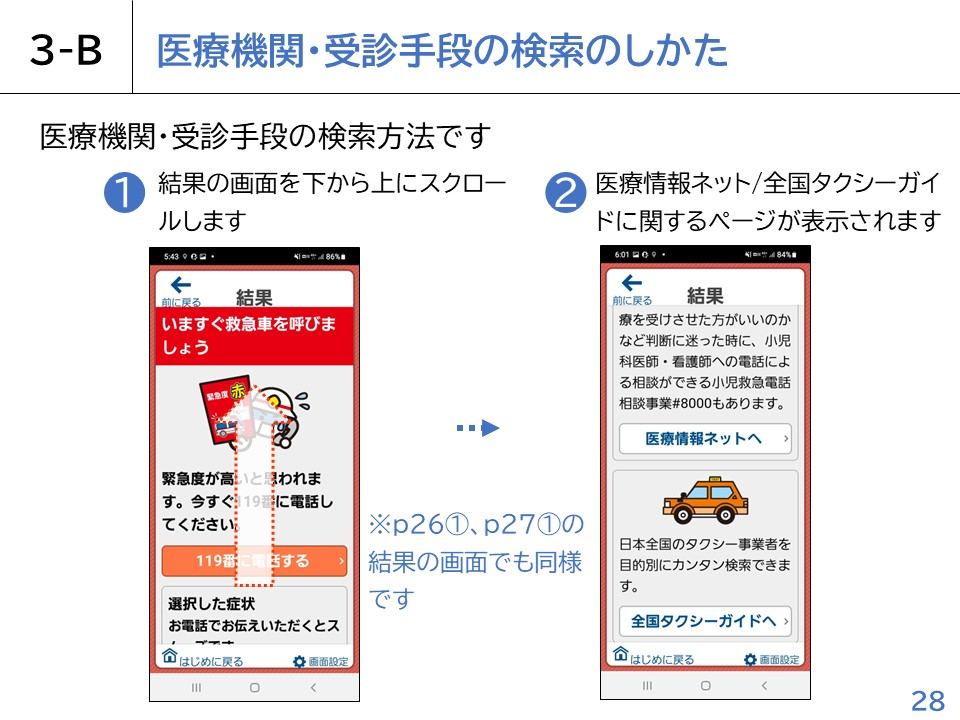 3-B
医療機関・受診手段の検索のしかた
医療機関・受診手段の検索方法です
1
結果の画面を下から上にスクロー
ルします
2
医療情報ネット/全国タクシーガイ
ドに関するページが表示されます
5:43
86%
前に戻る
結果
いますぐ救急車を呼びま
しょう
緊急度 赤
緊急度が高いと思われま
す。今すぐ119番に電話し
てください。
119番に電話する
選択した症状
お電話でお伝えいただくとス
はじめに戻る
画面設定
※p26①、p27①の
結果の画面でも同様
です
6:01
84%
前に戻る
結果
療を受けさせた方がいいのか
など判断に迷った時に、小児
科医師・看護師への電話によ
る相談ができる小児救急電話
相談事業#8000もあります。
医療情報ネットへ
日本全国のタクシー事業者を
目的別にカンタン検索できま
す。
全国タクシーガイドへ
はじめに戻る
画面設定
28